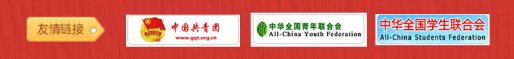 友情链接
中国共青团
www.gqt.org.cn
中华全国青年联合会
All-China Youth Federation
中华全国学生联合会
All-China Students Federation